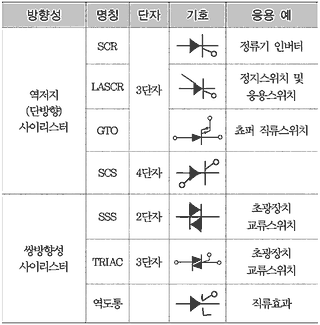 방향성 명칭 단자 기호 응용 예
역저지
(단방향)
사이리스터
SCR
3단자
정류기 인버터
LASCR
정지스위치 및
응용스위치
GTO
초퍼 직류스위치
SCS 4단자
쌍방향성
사이리스터
SSS 2단자
초광장치
교류스위치
TRIAC 3단자
초광장치
교류스위치
역도통
직류효과